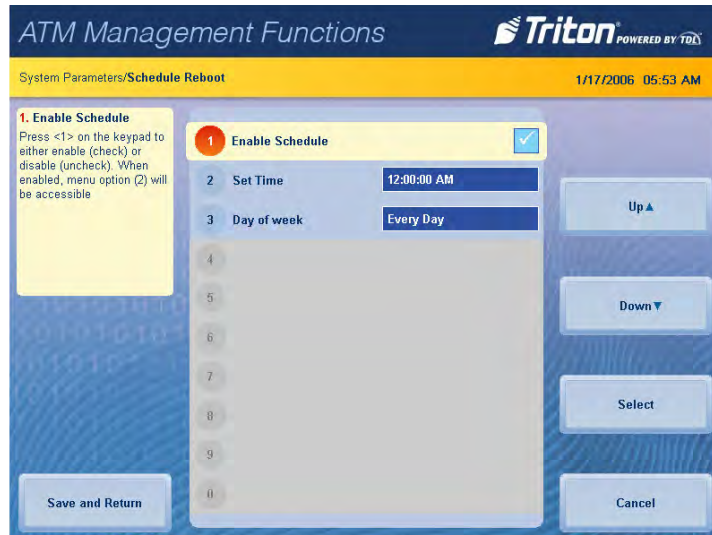 ATM Management Functions
Triton POWERED BY TDL
System Parameters/Schedule Reboot
1/17/2006 05:53 AM
1. Enable Schedule
Press <1> on the keypad to
either enable (check) or
disable (uncheck). When
enabled, menu option (2) will
be accessible
1 Enable Schedule
2 Set Time 12:00:00 AM
3 Day of week Every Day
4
5
6
7
8
9
0
Up▲
Down▼
Select
Save and Return
Cancel